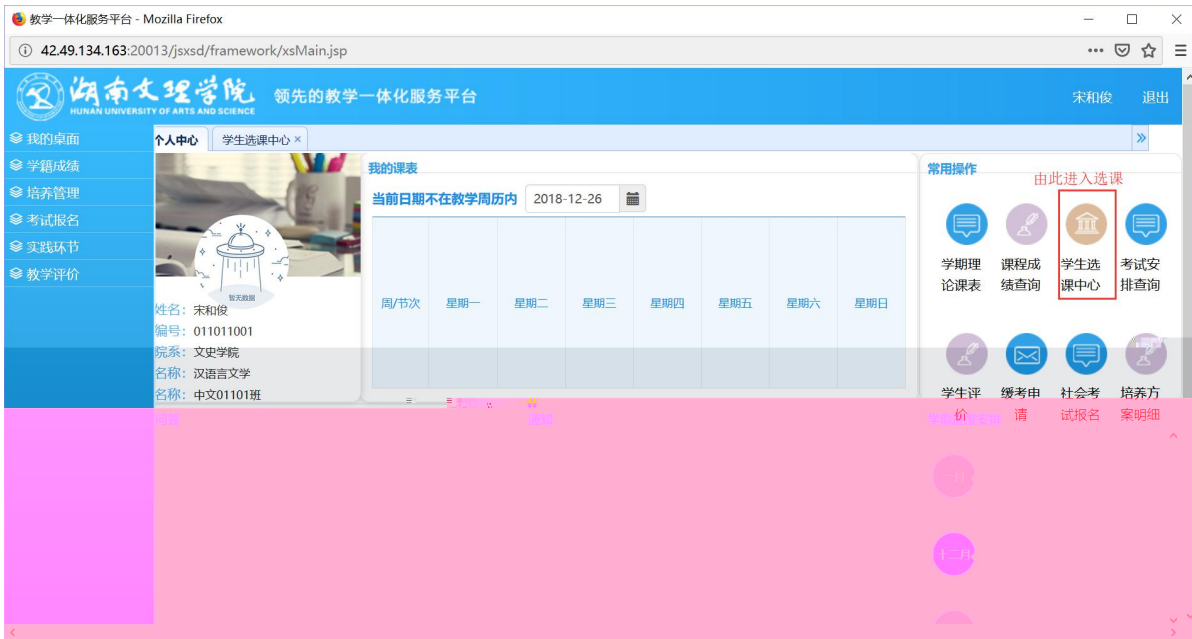 教学一体化服务平台 - Mozilla Firefox
42.49.134.163:20013/jsxsd/framework/xsMain.jsp
湖南文理学院 领先的教学一体化服务平台
HUNAN UNIVERSITY OF ARTS AND SCIENCE
宋和俊 退出
我的桌面
学籍成绩
培养管理
考试报名
实践环节
教学评价
个人中心 学生选课中心 ×
我的课表
当前日期不在教学周历内 2018-12-26
周/节次 星期一 星期二 星期三 星期四 星期五 星期六 星期日
暂无数据
姓名: 宋和俊
编号: 011011001
院系: 文史学院
名称: 汉语言文学
名称: 中文01101班
常用操作
由此进入选课
学期理论课表
课程成绩查询
学生选课中心
考试安排查询
学生评价
缓考申请
社会考试报名
培养方案明细
问答
通知
一月
十二月